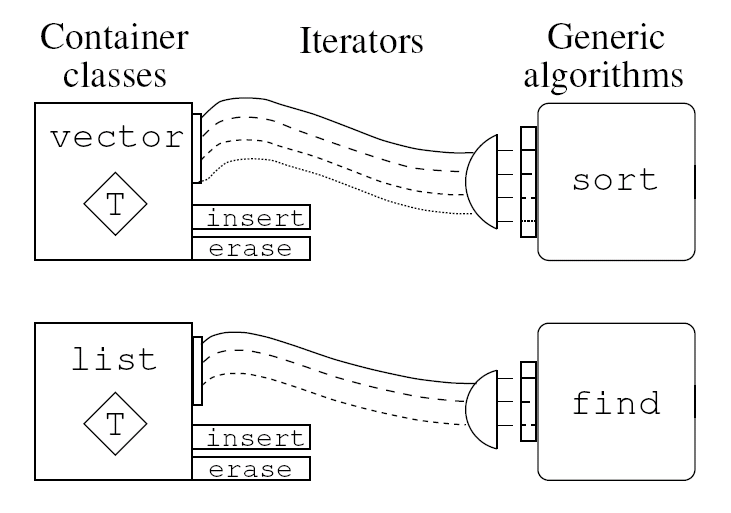 Container classes
Iterators
Generic algorithms
vector
T
insert
erase
sort
list
T
insert
erase
find